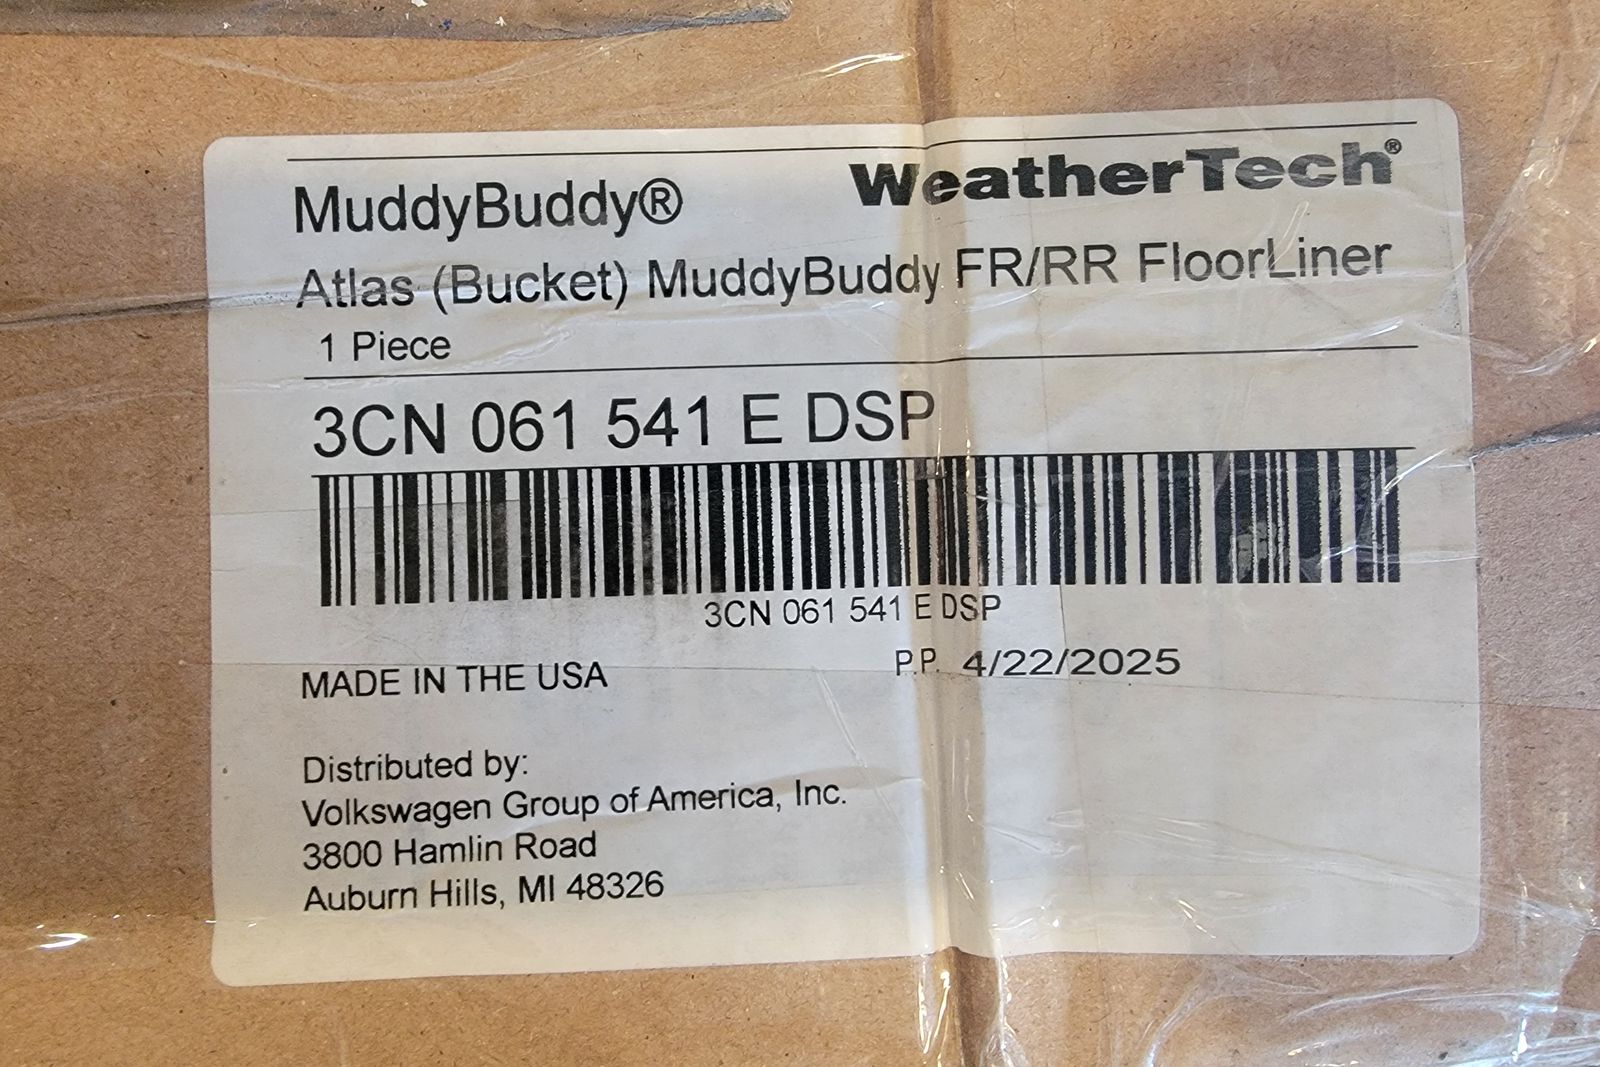 MuddyBuddy®
WeatherTech®
Atlas (Bucket) MuddyBuddy FR/RR FloorLiner
1 Piece
3CN 061 541 E DSP
3CN 061 541 E DSP
MADE IN THE USA
P.P. 4/22/2025
Distributed by:
Volkswagen Group of America, Inc.
3800 Hamlin Road
Auburn Hills, MI 48326